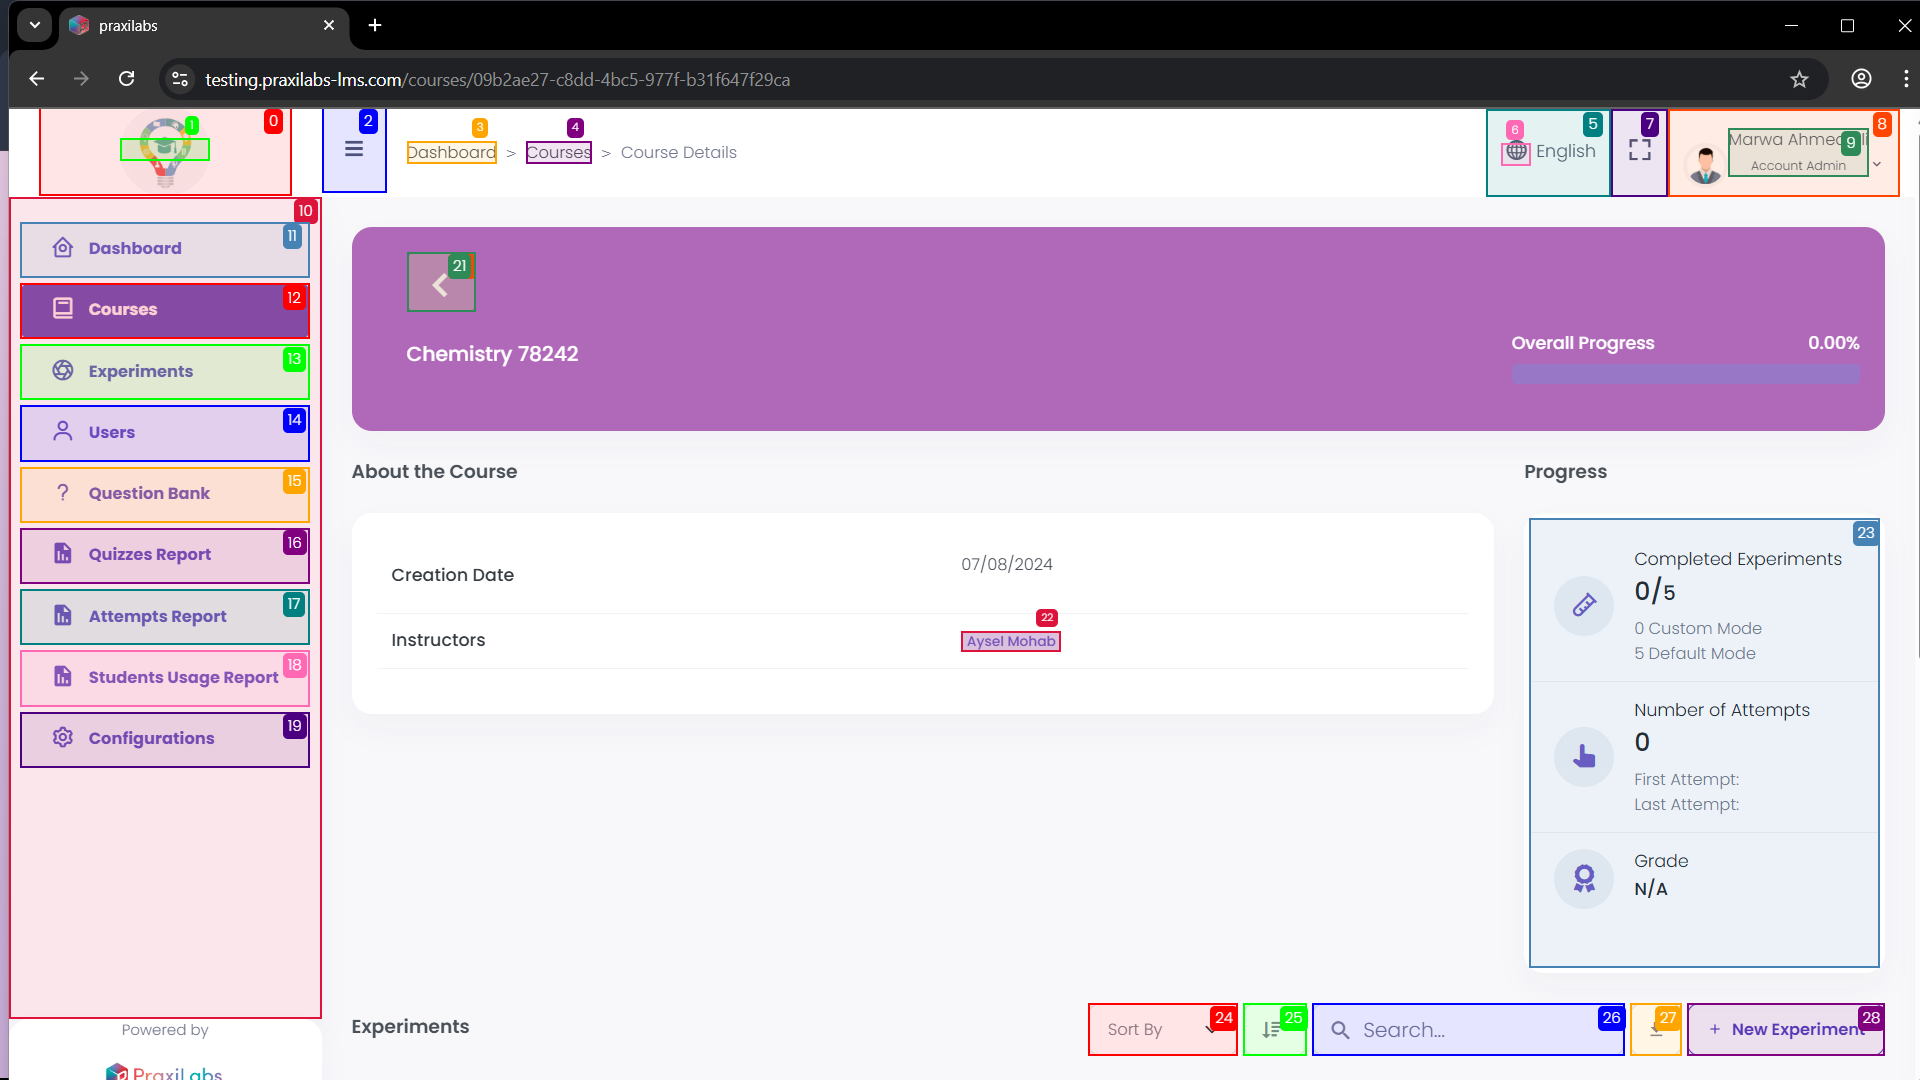 praxilabs
testing.praxilabs-lms.com/courses/09b2ae27-c8dd-4bc5-977f-b31f647f29ca
0
1
2
3
4
Dashboard > Courses > Course Details
5
6
English
7
8
9
Marwa Ahmed
Account Admin
10
11
Dashboard
12
Courses
13
Experiments
14
Users
15
Question Bank
16
Quizzes Report
17
Attempts Report
18
Students Usage Report
19
Configurations
Powered by
PraxiLabs
21
Chemistry 78242
Overall Progress 0.00%
About the Course
Creation Date 07/08/2024
22
Instructors Aysel Mohab
Progress
23
Completed Experiments
0/5
0 Custom Mode
5 Default Mode
Number of Attempts
0
First Attempt:
Last Attempt:
Grade
N/A
Experiments
24
Sort By
25
26
Search...
27
28
+ New Experiment